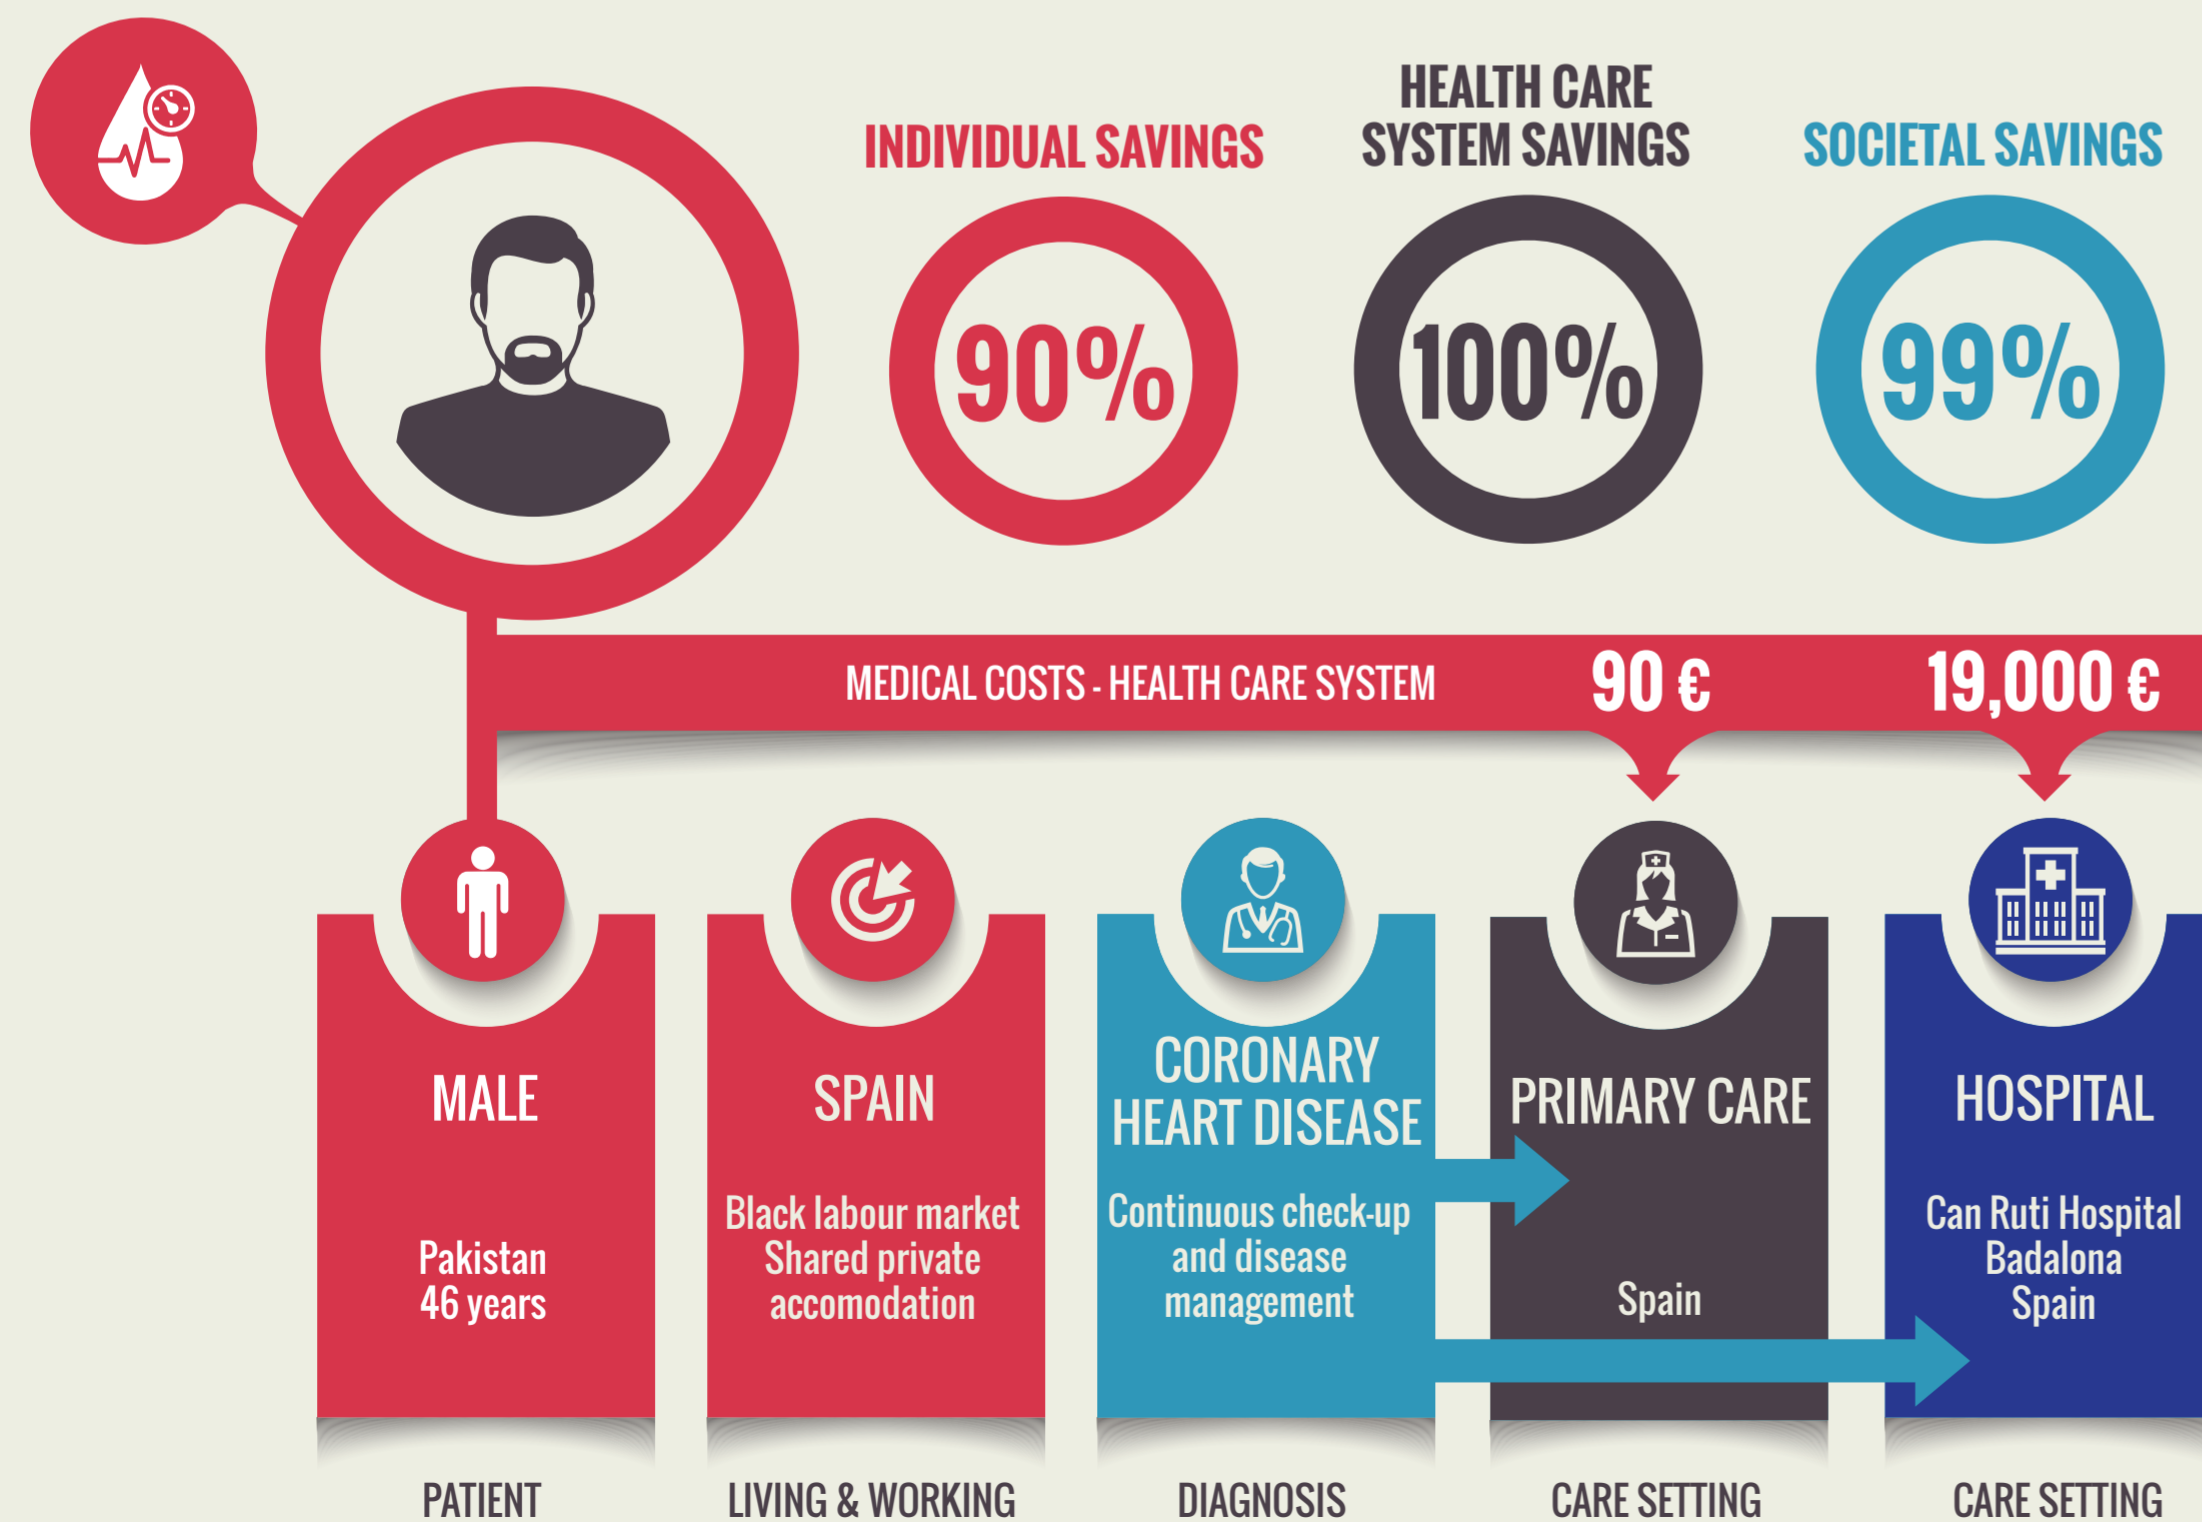 INDIVIDUAL SAVINGS
HEALTH CARE
SYSTEM SAVINGS
SOCIETAL SAVINGS
90%
100%
99%
MEDICAL COSTS - HEALTH CARE SYSTEM
90 €
19,000 €
MALE
Pakistan
46 years
SPAIN
Black labour market
Shared private
accomodation
CORONARY
HEART DISEASE
Continuous check-up
and disease
management
PRIMARY CARE
Spain
HOSPITAL
Can Ruti Hospital
Badalona
Spain
PATIENT
LIVING & WORKING
DIAGNOSIS
CARE SETTING
CARE SETTING